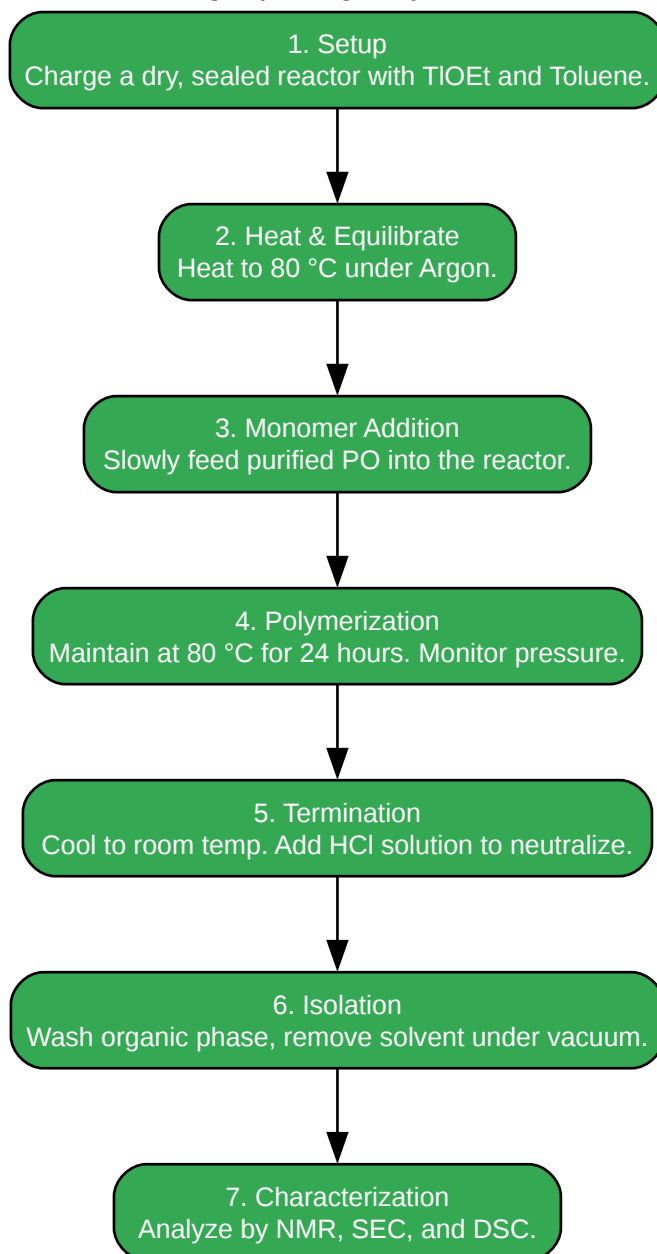 1. Setup
Charge a dry, sealed reactor with TlOEt and Toluene.
2. Heat & Equilibrate
Heat to 80 °C under Argon.
3. Monomer Addition
Slowly feed purified PO into the reactor.
4. Polymerization
Maintain at 80 °C for 24 hours. Monitor pressure.
5. Termination
Cool to room temp. Add HCl solution to neutralize.
6. Isolation
Wash organic phase, remove solvent under vacuum.
7. Characterization
Analyze by NMR, SEC, and DSC.